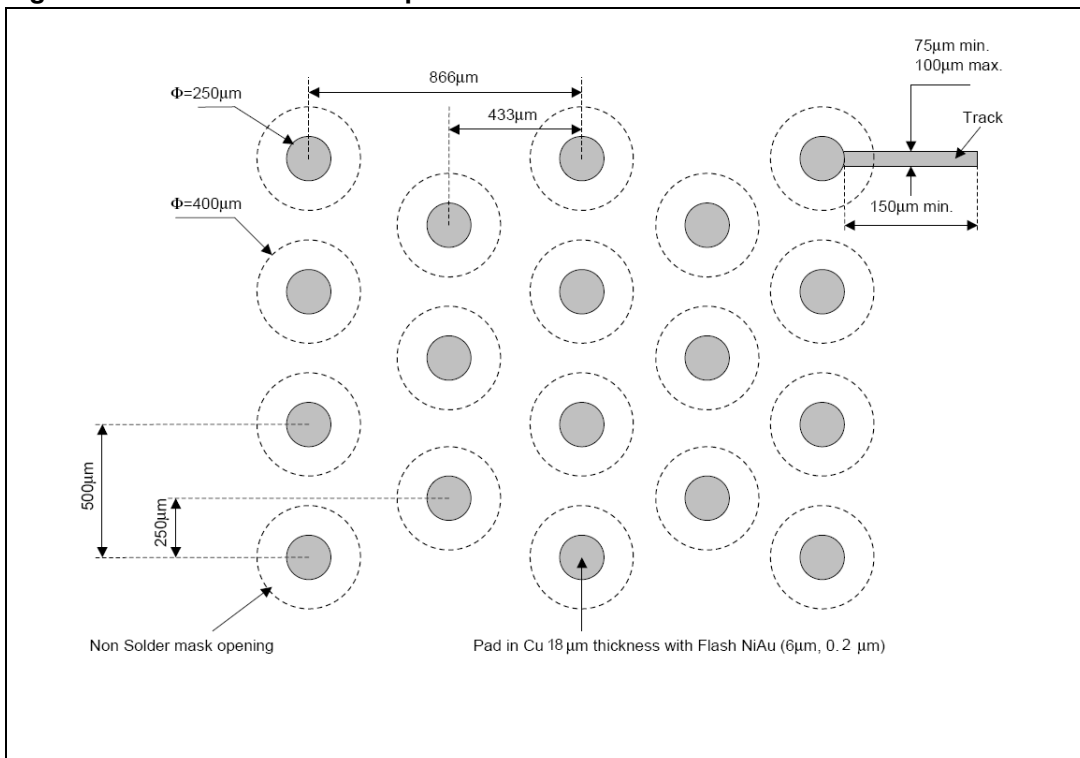 75µm min.
100µm max.
866µm
Φ=250µm
433µm
Track
Φ=400µm
150µm min.
500µm
250µm
Non Solder mask opening
Pad in Cu 18 µm thickness with Flash NiAu (6µm, 0.2 µm)